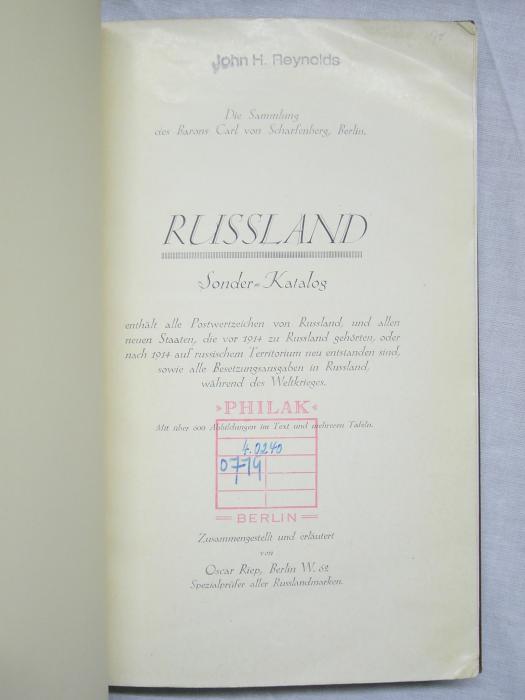 John H. Reynolds
Die Sammlung
des Barons Carl von Scharfenberg, Berlin.
RUSSLAND
Sonder=Katalog
enthält alle Postwertzeichen von Russland, und allen
neuen Staaten, die vor 1914 zu Russland gehörten, oder
nach 1914 auf russischem Territorium neu entstanden sind,
sowie alle Besetzungsausgaben in Russland,
während des Weltkrieges.
PHILAK
Mit über 600 Abbildungen im Text und mehreren Tafeln.
4.0240
0774
BERLIN
Zusammengestellt und erläutert
von
Oscar Riep, Berlin W. 62
Spezialprüfer aller Russlandmarken.